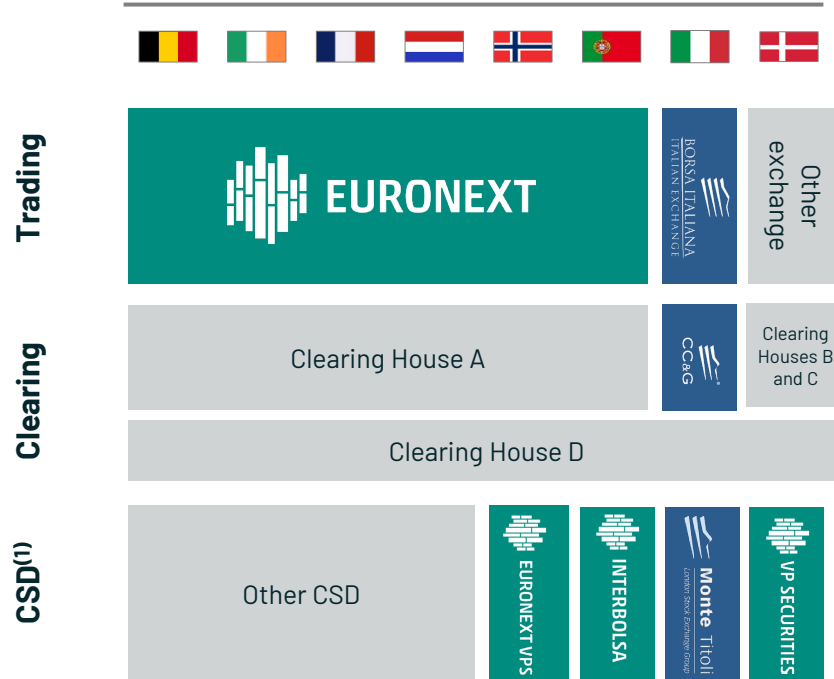 Trading
EURONEXT
BORSA ITALIANA
ITALIAN EXCHANGE
Other
exchange
Clearing
Clearing House A
CC&G
Clearing
Houses B
and C
Clearing House D
CSD(1)
Other CSD
EURONEXT VPS
INTERBOLSA
Monte Titoli
London Stock Exchange Group
VP SECURITIES